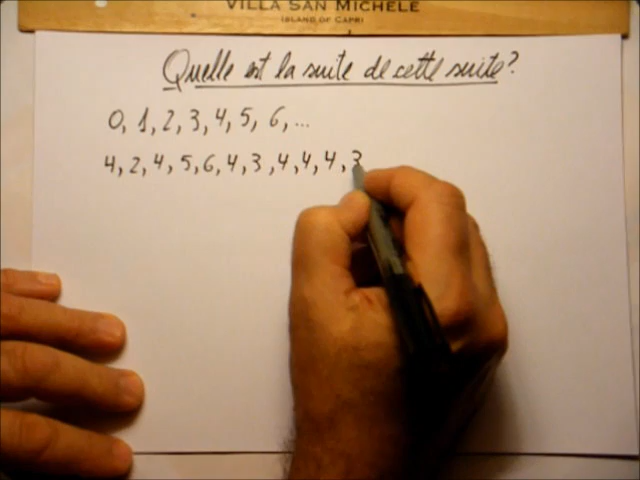 VILLA SAN MICHELE
(ISLAND OF CAPRI)
Quelle est la suite de cette suite?
0, 1, 2, 3, 4, 5, 6, ...
4, 2, 4, 5, 6, 4, 3, 4, 4, 4, 3